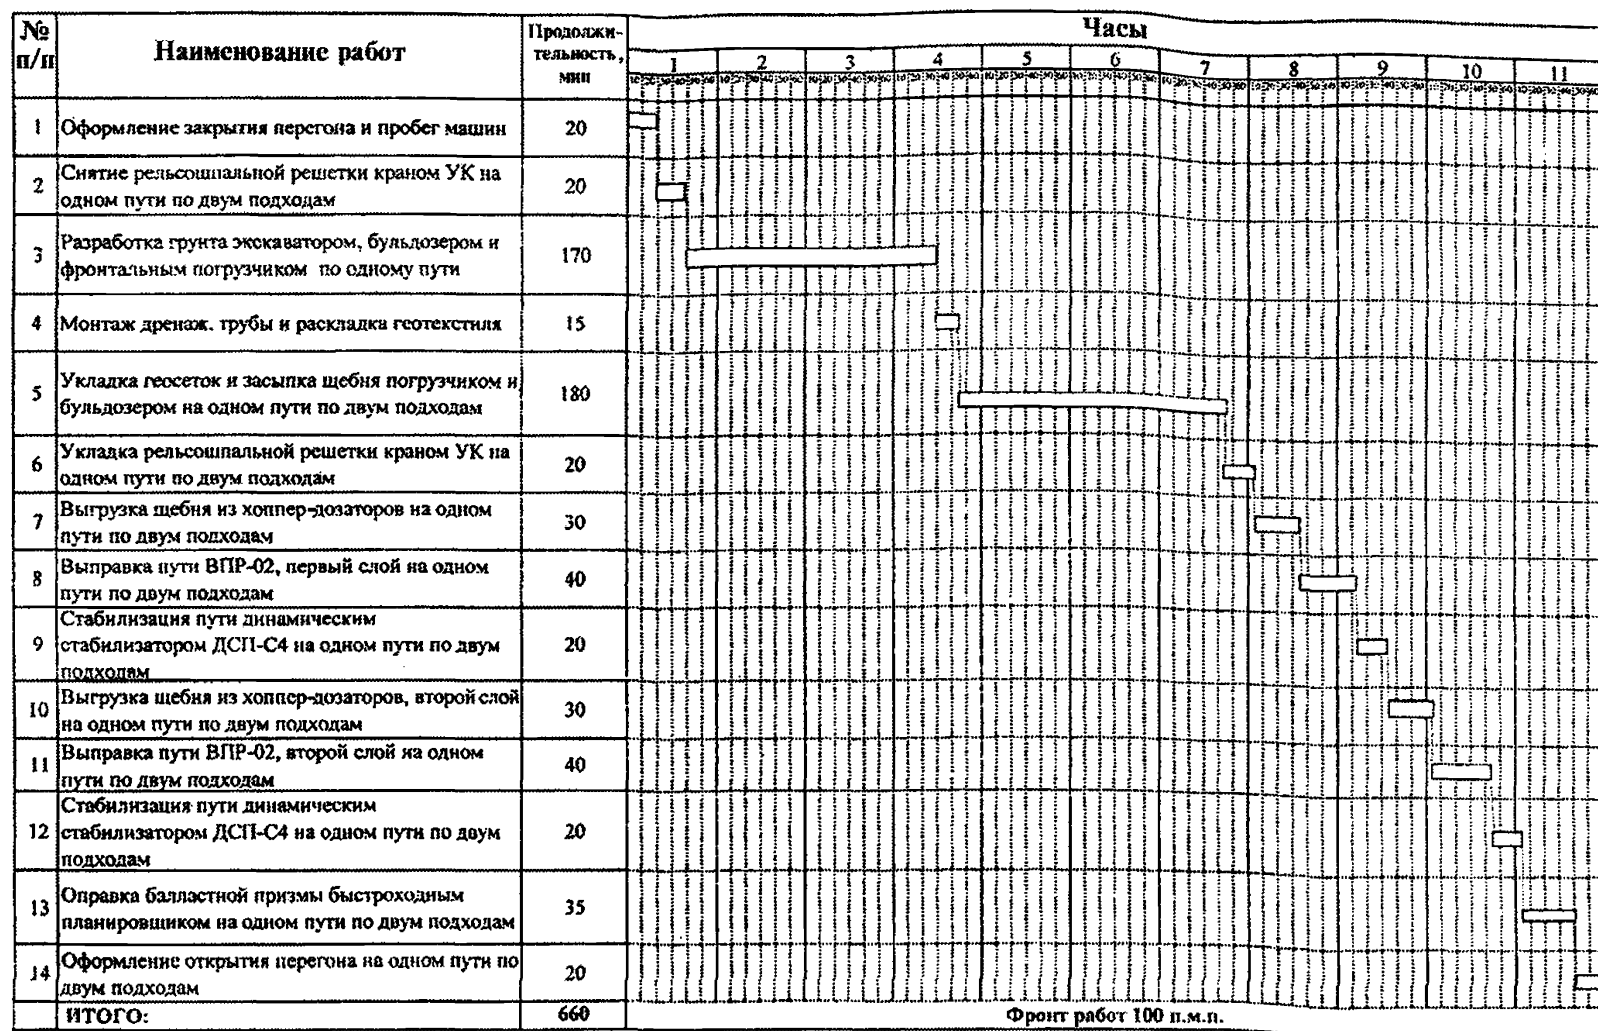 № п/п
Наименование работ
Продолжи-
тельность,
мин
Часы
1 2 3 4 5 6 7 8 9 10 11
1 Оформление закрытия перегона и пробег машин 20
2 Снятие рельсошпальной решетки краном УК на
одном пути по двум подходам 20
3 Разработка грунта экскаватором, бульдозером и
фронтальным погрузчиком по одному пути 170
4 Монтаж дренаж. трубы и раскладка геотекстиля 15
5 Укладка геосеток и засыпка щебня погрузчиком и
бульдозером на одном пути по двум подходам 180
6 Укладка рельсошпальной решетки краном УК на
одном пути по двум подходам 20
7 Выгрузка щебня из хоппер-дозаторов на одном
пути по двум подходам 30
8 Выправка пути ВПР-02, первый слой на одном
пути по двум подходам 40
9 Стабилизация пути динамическим
стабилизатором ДСП-С4 на одном пути по двум
подходам 20
10 Выгрузка щебня из хоппер-дозаторов, второй слой
на одном пути по двум подходам 30
11 Выправка пути ВПР-02, второй слой на одном
пути по двум подходам 40
12 Стабилизация пути динамическим
стабилизатором ДСП-С4 на одном пути по двум
подходам 20
13 Оправка балластной призмы быстроходным
планировщиком на одном пути по двум подходам 35
14 Оформление открытия перегона на одном пути по
двум подходам 20
ИТОГО: 660
Фронт работ 100 п.м.п.